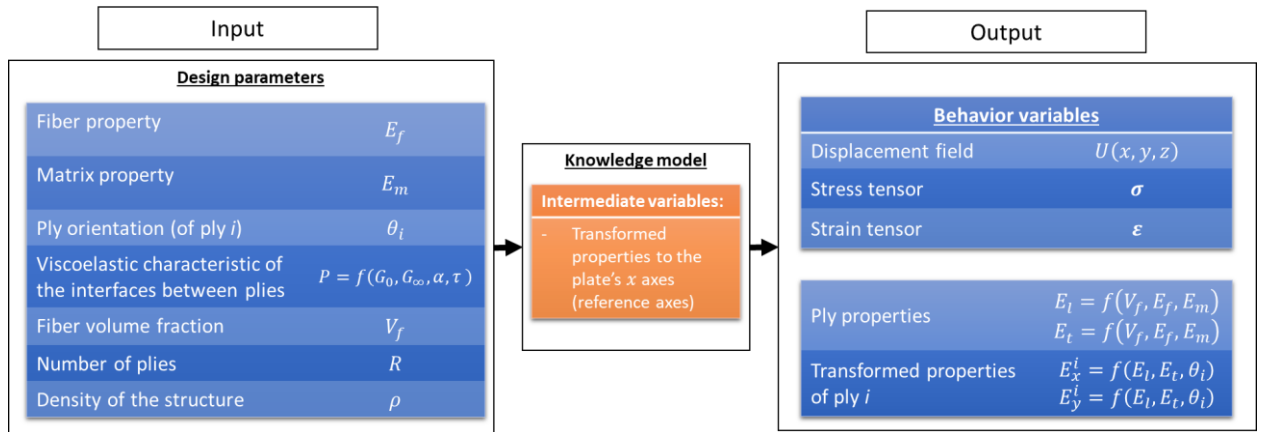 Input
Design parameters
Fiber property E_f
Matrix property E_m
Ply orientation (of ply i) θ_i
Viscoelastic characteristic of
the interfaces between plies P = f(G_0, G_∞, α, τ)
Fiber volume fraction V_f
Number of plies R
Density of the structure ρ
Knowledge model
Intermediate variables:
- Transformed
properties to the
plate's x axes
(reference axes)
Output
Behavior variables
Displacement field U(x, y, z)
Stress tensor σ
Strain tensor ε
Ply properties
E_l = f(V_f, E_f, E_m)
E_t = f(V_f, E_f, E_m)
Transformed properties E_x^i = f(E_l, E_t, θ_i)
of ply i E_y^i = f(E_l, E_t, θ_i)